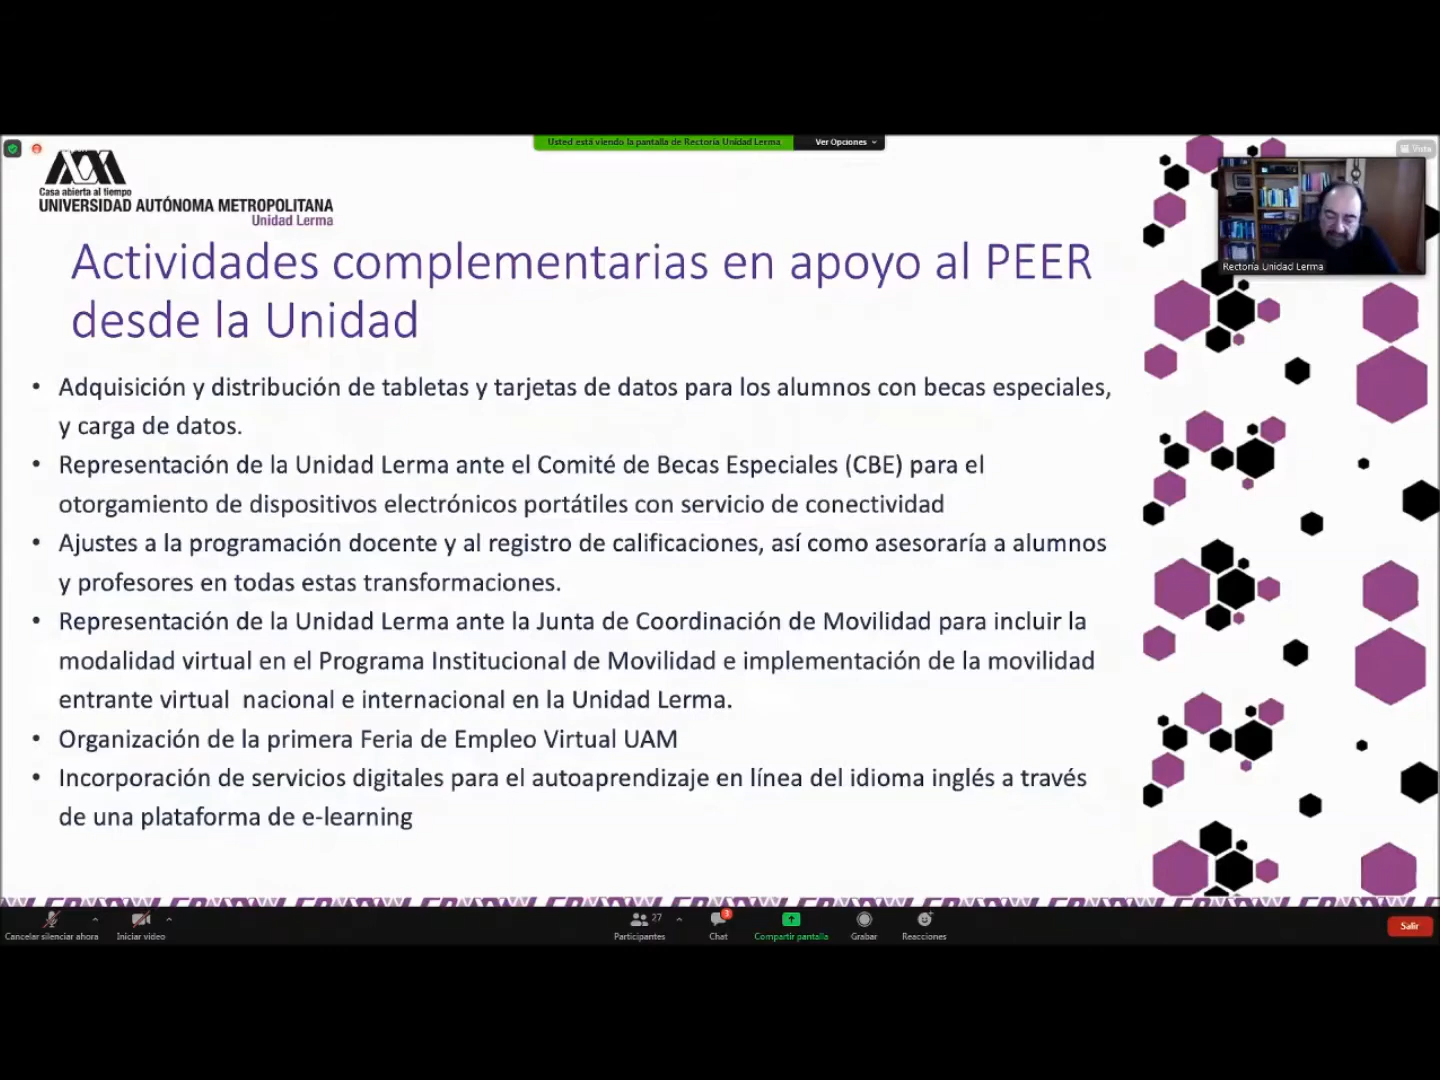 Usted está viendo la pantalla de Rectoría Unidad Lerma
Ver Opciones
Vista
Casa abierta al tiempo
UNIVERSIDAD AUTÓNOMA METROPOLITANA
Unidad Lerma
Rectoría Unidad Lerma
Actividades complementarias en apoyo al PEER
desde la Unidad
• Adquisición y distribución de tabletas y tarjetas de datos para los alumnos con becas especiales,
y carga de datos.
• Representación de la Unidad Lerma ante el Comité de Becas Especiales (CBE) para el
otorgamiento de dispositivos electrónicos portátiles con servicio de conectividad
• Ajustes a la programación docente y al registro de calificaciones, así como asesoraría a alumnos
y profesores en todas estas transformaciones.
• Representación de la Unidad Lerma ante la Junta de Coordinación de Movilidad para incluir la
modalidad virtual en el Programa Institucional de Movilidad e implementación de la movilidad
entrante virtual nacional e internacional en la Unidad Lerma.
• Organización de la primera Feria de Empleo Virtual UAM
• Incorporación de servicios digitales para el autoaprendizaje en línea del idioma inglés a través
de una plataforma de e-learning
27
3
Cancelar silenciar ahora
Iniciar video
Participantes
Chat
Compartir pantalla
Grabar
Reacciones
Salir